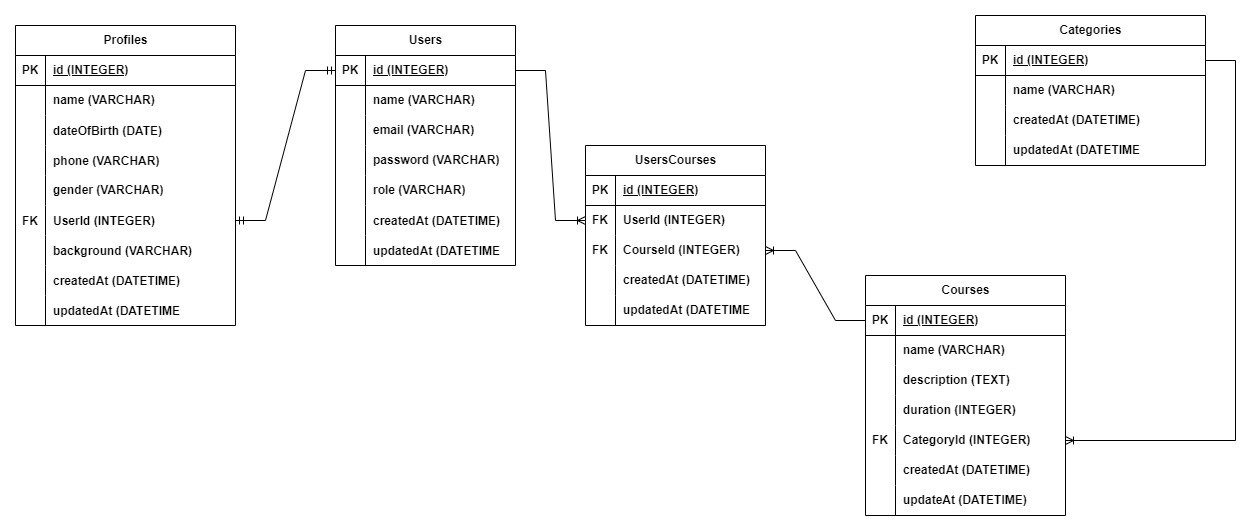 Profiles
PK id (INTEGER)
name (VARCHAR)
dateOfBirth (DATE)
phone (VARCHAR)
gender (VARCHAR)
FK UserId (INTEGER)
background (VARCHAR)
createdAt (DATETIME)
updatedAt (DATETIME
Users
PK id (INTEGER)
name (VARCHAR)
email (VARCHAR)
password (VARCHAR)
role (VARCHAR)
createdAt (DATETIME)
updatedAt (DATETIME
UsersCourses
PK id (INTEGER)
FK UserId (INTEGER)
FK CourseId (INTEGER)
createdAt (DATETIME)
updatedAt (DATETIME
Categories
PK id (INTEGER)
name (VARCHAR)
createdAt (DATETIME)
updatedAt (DATETIME
Courses
PK id (INTEGER)
name (VARCHAR)
description (TEXT)
duration (INTEGER)
FK CategoryId (INTEGER)
createdAt (DATETIME)
updateAt (DATETIME)